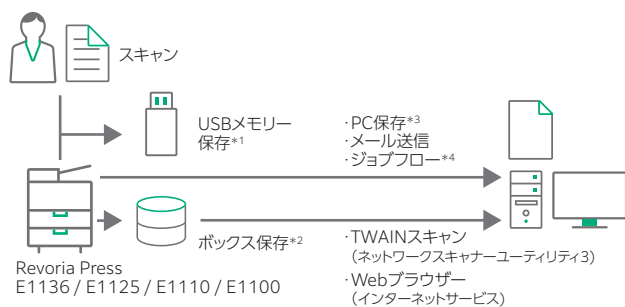 スキャン
USBメモリー
保存*1
·PC保存*3
·メール送信
·ジョブフロー*4
ボックス保存*2
·TWAINスキャン
（ネットワークスキャナーユーティリティ3）
·Webブラウザー
（インターネットサービス）
Revoria Press
E1136 / E1125 / E1110 / E1100